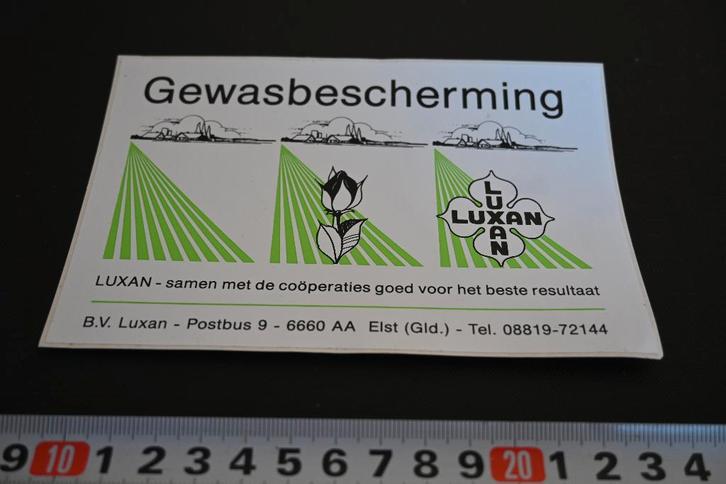 Gewasbescherming
LUXAN
LUXAN
LUXAN - samen met de coöperaties goed voor het beste resultaat
B.V. Luxan - Postbus 9 - 6660 AA Elst (Gld.) - Tel. 08819-72144
9 10 1 2 3 4 5 6 7 8 9 20 1 2 3 4